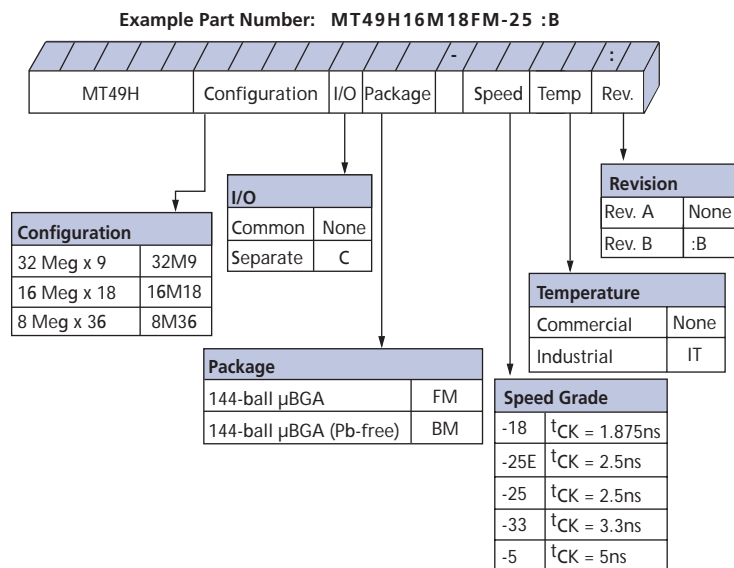 Example Part Number: MT49H16M18FM-25 :B
- :
MT49H Configuration I/O Package Speed Temp Rev.
Configuration
32 Meg x 9 32M9
16 Meg x 18 16M18
8 Meg x 36 8M36
I/O
Common None
Separate C
Package
144-ball µBGA FM
144-ball µBGA (Pb-free) BM
Revision
Rev. A None
Rev. B :B
Temperature
Commercial None
Industrial IT
Speed Grade
-18 tCK = 1.875ns
-25E tCK = 2.5ns
-25 tCK = 2.5ns
-33 tCK = 3.3ns
-5 tCK = 5ns